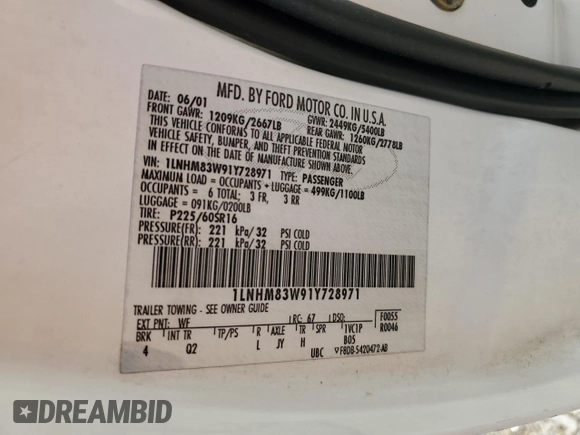 MFD. BY FORD MOTOR CO. IN U.S.A.
DATE: 06/01 GVWR: 2449KG/5400LB
FRONT GAWR: 1209KG/2667LB REAR GAWR: 1260KG/2778LB
THIS VEHICLE CONFORMS TO ALL APPLICABLE FEDERAL MOTOR
VEHICLE SAFETY, BUMPER, AND THEFT PREVENTION STANDARDS
IN EFFECT ON THE DATE OF MANUFACTURE SHOWN ABOVE.
VIN: 1LNHM83W91Y728971 TYPE: PASSENGER
MAXIMUM LOAD = OCCUPANTS + LUGGAGE = 499KG/1100LB
OCCUPANTS = 6 TOTAL; 3 FR, 3 RR
LUGGAGE = 091KG/0200LB
TIRE: P225/60SR16
PRESSURE(FR): 221 kPa/32 PSI COLD
PRESSURE(RR): 221 kPa/32 PSI COLD
1LNHM83W91Y728971
TRAILER TOWING - SEE OWNER GUIDE F0055
EXT PNT: WF RC: 67 DSO: R0046
BRK INT TR TP/PS R AXLE TR SPR 1VC1P
4 Q2 L JY H B05
UBC F8DB-5420472-AB
DREAMBID